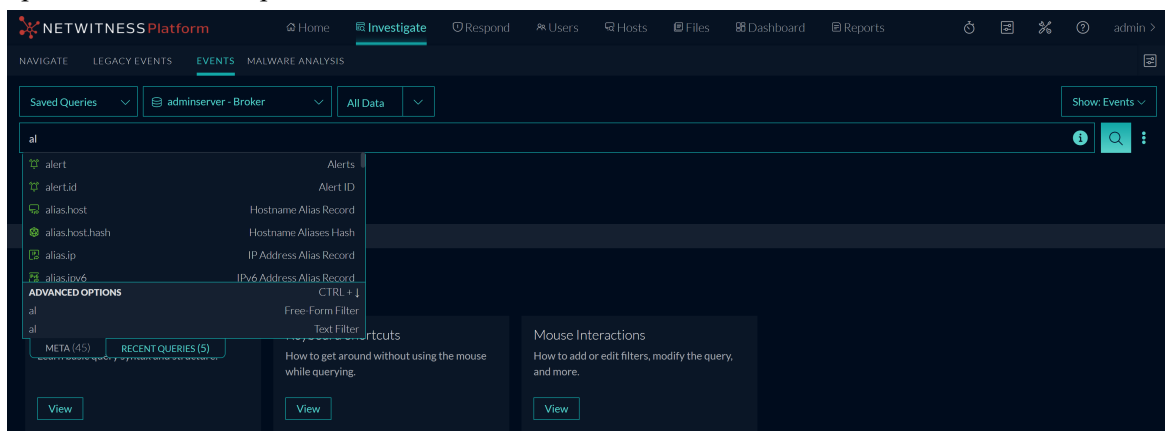 NETWITNESS Platform Home Investigate Respond Users Hosts Files Dashboard Reports admin >
NAVIGATE LEGACY EVENTS EVENTS MALWARE ANALYSIS
Saved Queries adminserver - Broker All Data Show: Events
al
alert Alerts
alert.id Alert ID
alias.host Hostname Alias Record
alias.host.hash Hostname Aliases Hash
alias.ip IP Address Alias Record
alias.ipv6 IPv6 Address Alias Record
ADVANCED OPTIONS CTRL + ↓
al Free-Form Filter
al Text Filter
META (45) RECENT QUERIES (5)
View
How to get around without using the mouse
while querying.
View
Mouse Interactions
How to add or edit filters, modify the query,
and more.
View